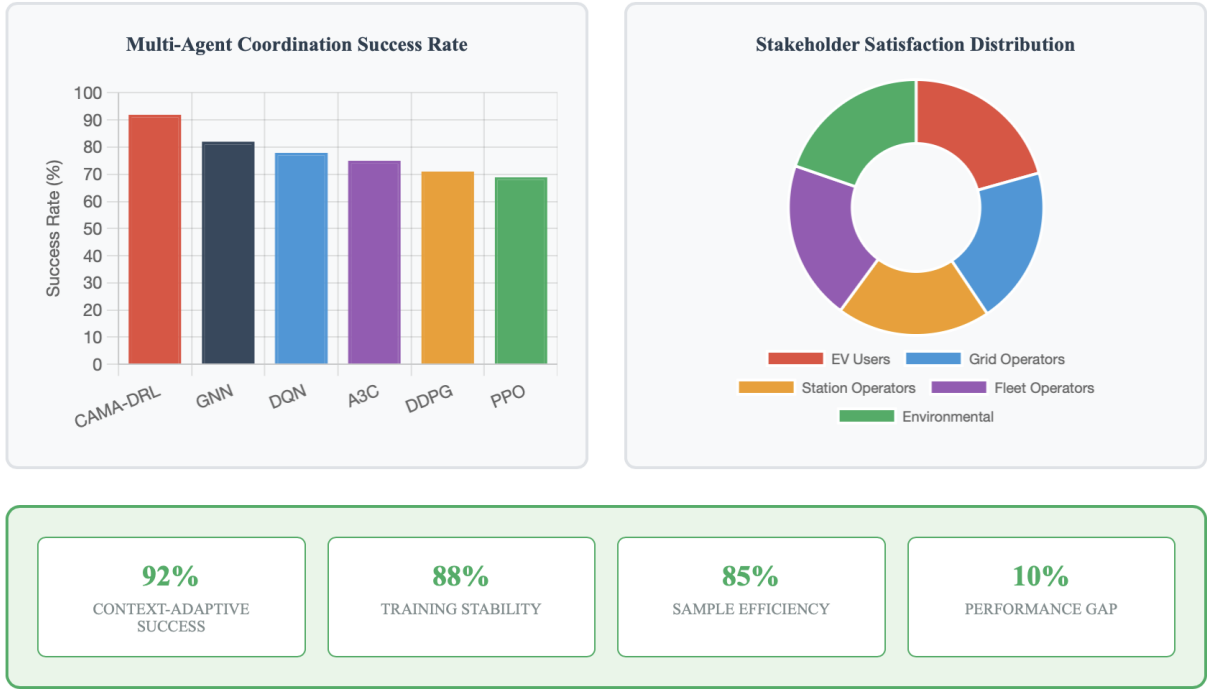 Multi-Agent Coordination Success Rate
Success Rate (%)
100
90
80
70
60
50
40
30
20
10
0
CAMA-DRL
GNN
DQN
A3C
DDPG
PPO
Stakeholder Satisfaction Distribution
EV Users
Grid Operators
Station Operators
Fleet Operators
Environmental
92%
CONTEXT-ADAPTIVE
SUCCESS
88%
TRAINING STABILITY
85%
SAMPLE EFFICIENCY
10%
PERFORMANCE GAP